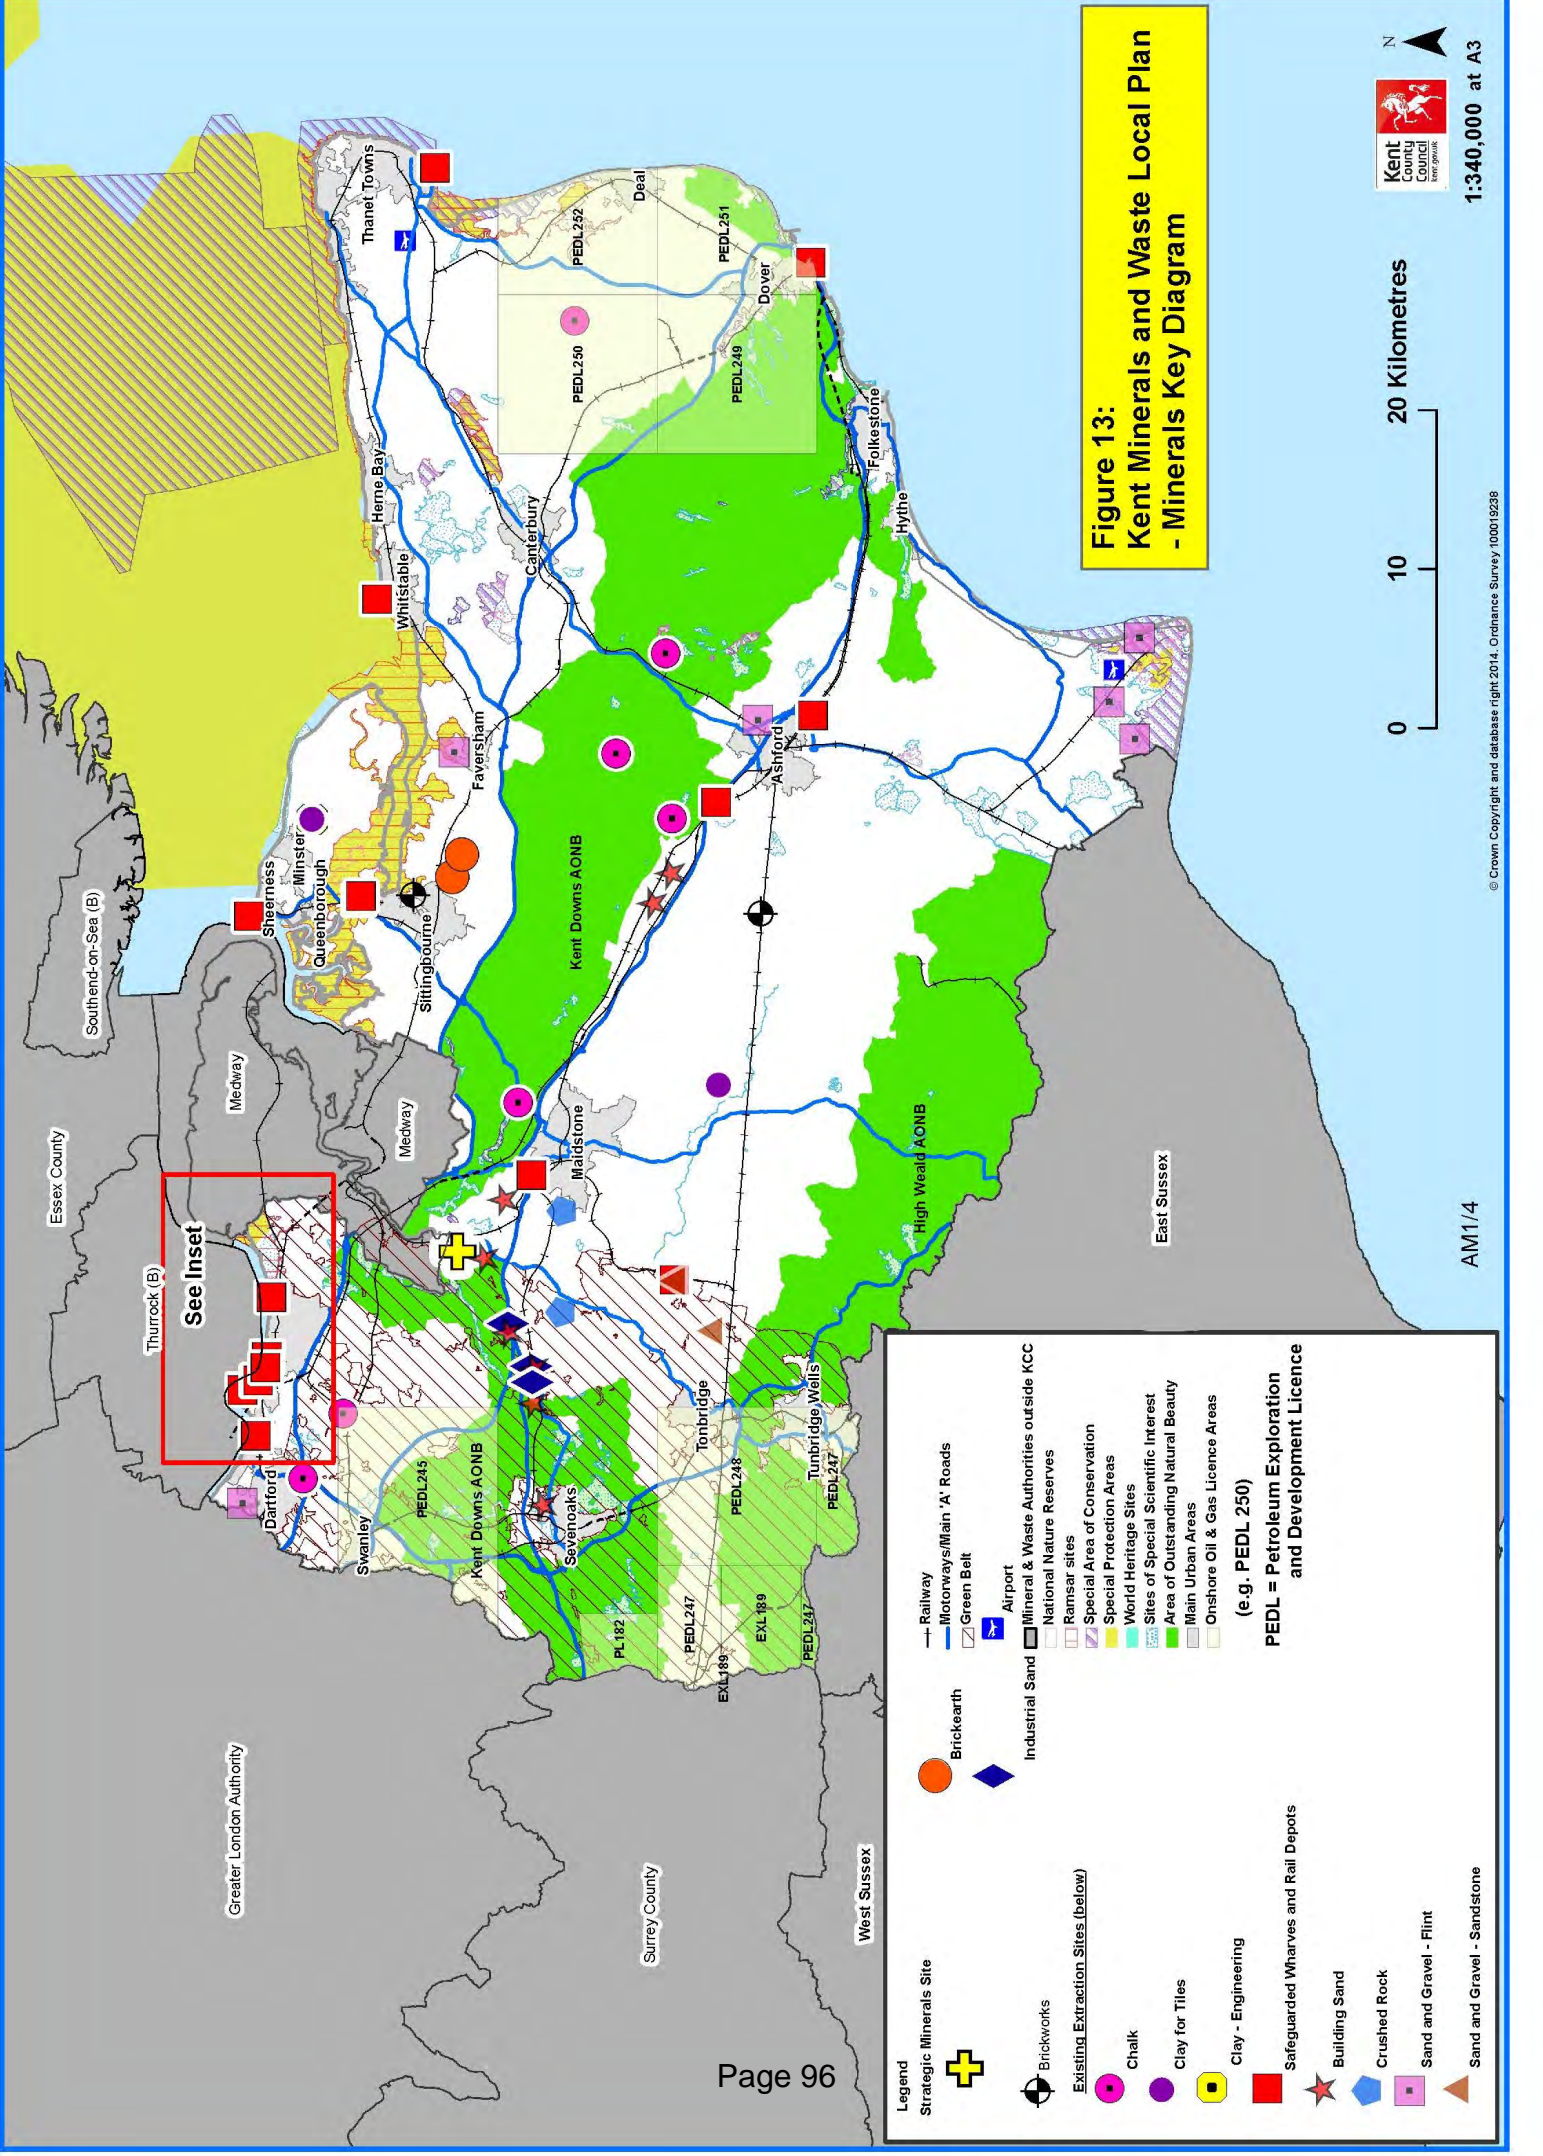 Figure 13:
Kent Minerals and Waste Local Plan
- Minerals Key Diagram
N
Kent
County
Council
kent.gov.uk
1:340,000 at A3
0
10
20 Kilometres
© Crown Copyright and database right 2014. Ordnance Survey 100019238
AM1/4
Page 96
Essex County
Southend-on-Sea (B)
Thurrock (B)
See Inset
Medway
Medway
Greater London Authority
Surrey County
West Sussex
East Sussex
Dartford
Swanley
PEDL245
Kent Downs AONB
Sevenoaks
PL182
PEDL247
EXL189
EXL189
PEDL247
PEDL248
Tonbridge
Tunbridge Wells
PEDL247
High Weald AONB
Maidstone
Sittingbourne
Queenborough
Sheerness
Minster
Faversham
Kent Downs AONB
Ashford
Whitstable
Herne Bay
Canterbury
Thanet Towns
PEDL252
PEDL250
PEDL251
PEDL249
Deal
Dover
Folkestone
Hythe
Legend
Strategic Minerals Site
Brickworks
Existing Extraction Sites (below)
Chalk
Clay for Tiles
Clay - Engineering
Safeguarded Wharves and Rail Depots
Building Sand
Crushed Rock
Sand and Gravel - Flint
Sand and Gravel - Sandstone
Brickearth
Industrial Sand
Railway
Motorways/Main 'A' Roads
Green Belt
Airport
Mineral & Waste Authorities outside KCC
National Nature Reserves
Ramsar sites
Special Area of Conservation
Special Protection Areas
World Heritage Sites
Sites of Special Scientific Interest
Area of Outstanding Natural Beauty
Main Urban Areas
Onshore Oil & Gas Licence Areas
(e.g. PEDL 250)
PEDL = Petroleum Exploration
and Development Licence